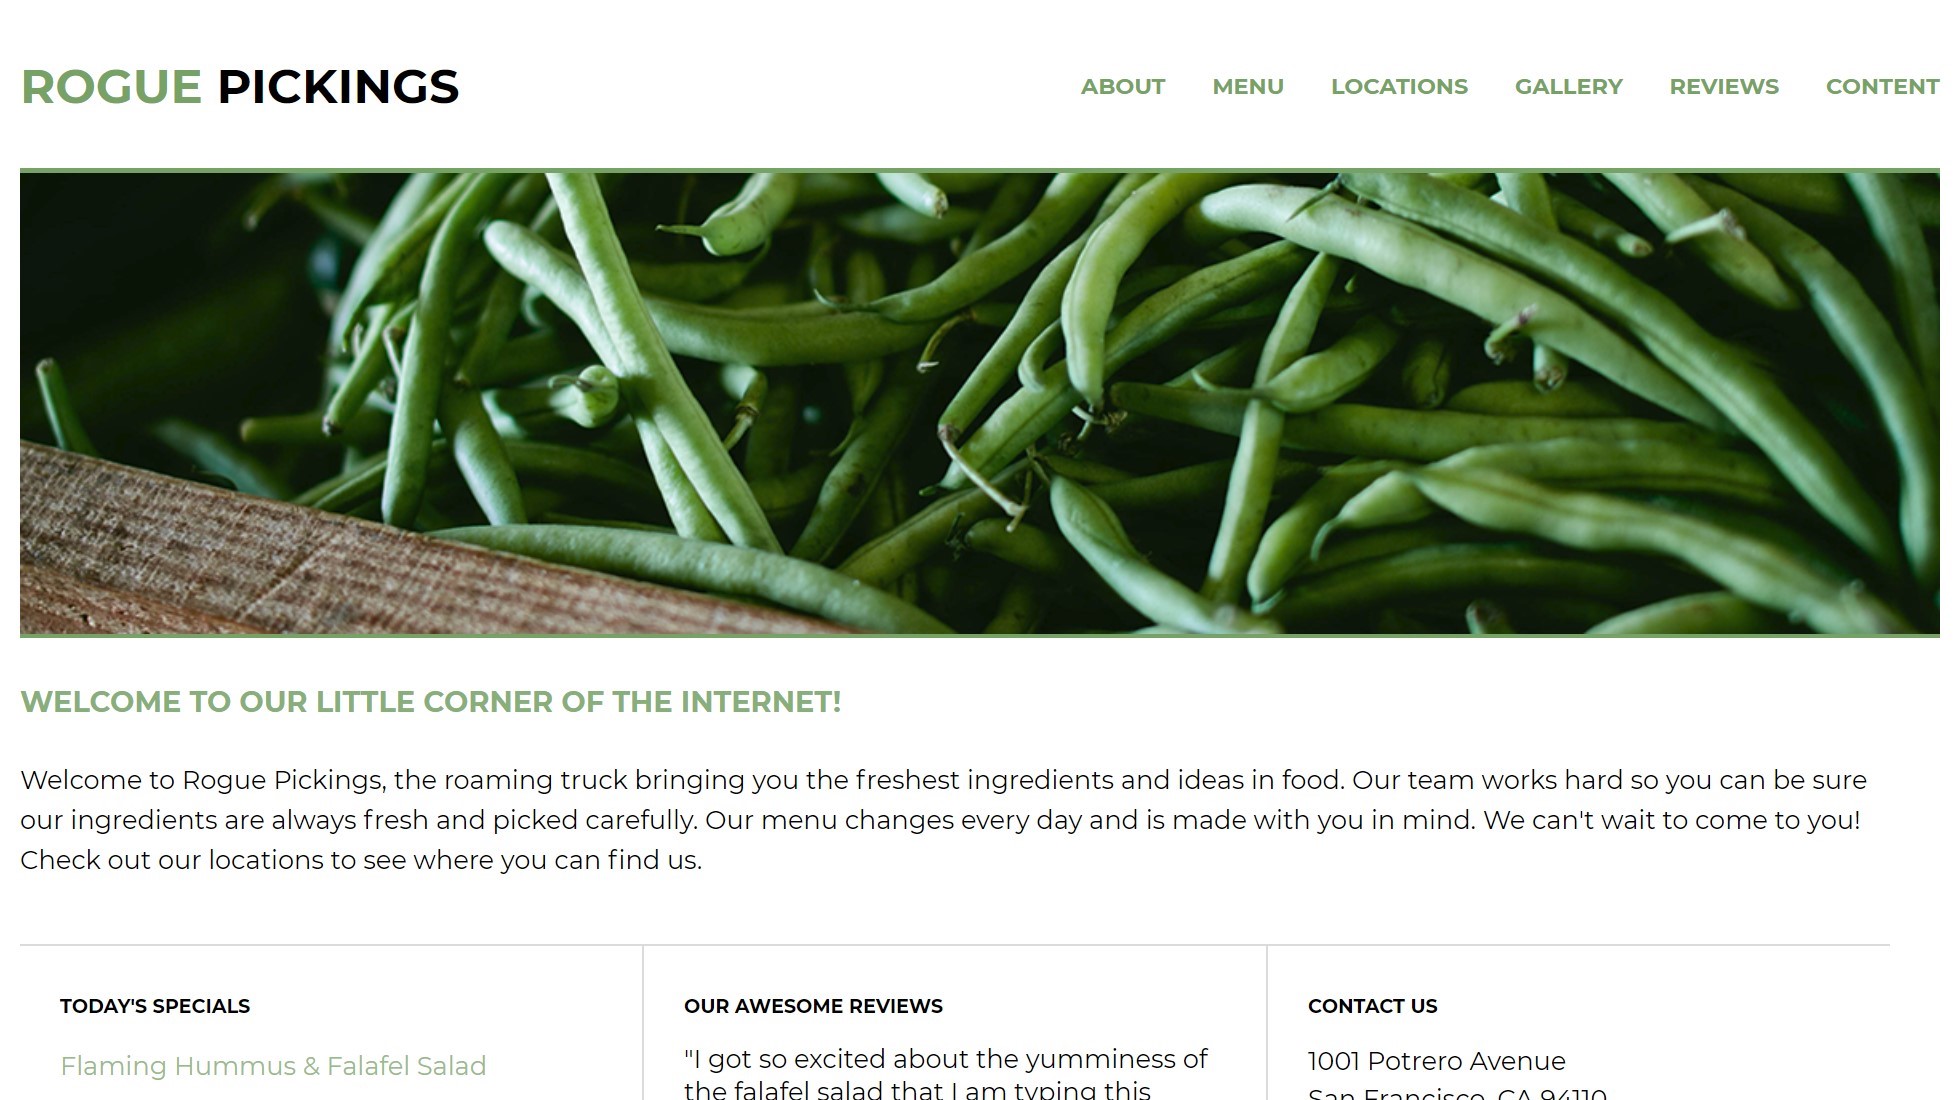 ROGUE PICKINGS
ABOUT MENU LOCATIONS GALLERY REVIEWS CONTENT
WELCOME TO OUR LITTLE CORNER OF THE INTERNET!
Welcome to Rogue Pickings, the roaming truck bringing you the freshest ingredients and ideas in food. Our team works hard so you can be sure
our ingredients are always fresh and picked carefully. Our menu changes every day and is made with you in mind. We can't wait to come to you!
Check out our locations to see where you can find us.
TODAY'S SPECIALS
Flaming Hummus & Falafel Salad
OUR AWESOME REVIEWS
"I got so excited about the yumminess of
the falafel salad that I am typing this
CONTACT US
1001 Potrero Avenue
San Francisco, CA 94110